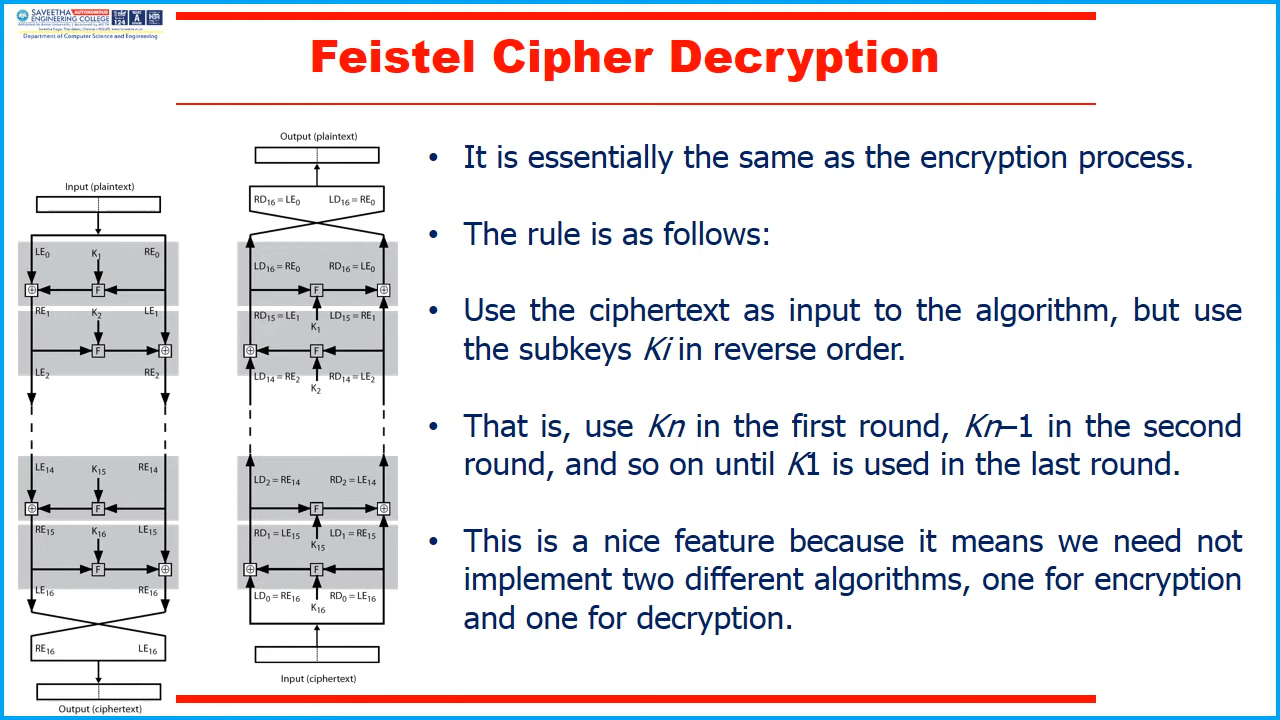 SAVEETHA AUTONOMOUS
ENGINEERING COLLEGE
Department of Computer Science and Engineering
Feistel Cipher Decryption
Output (plaintext)
RD16 = LE0 LD16 = RE0
LD16 = RE0 RD16 = LE0
F
RD15 = LE1 LD15 = RE1
K1
F
LD14 = RE2 RD14 = LE2
K2
LD2 = RE14 RD2 = LE14
F
RD1 = LE15 LD1 = RE15
K15
F
LD0 = RE16 RD0 = LE16
K16
Input (ciphertext)
Input (plaintext)
LE0 K1 RE0
F
RE1 K2 LE1
F
LE2 RE2
LE14 K15 RE14
F
RE15 K16 LE15
F
LE16 RE16
RE16 LE16
Output (ciphertext)
• It is essentially the same as the encryption process.
• The rule is as follows:
• Use the ciphertext as input to the algorithm, but use
the subkeys Ki in reverse order.
• That is, use Kn in the first round, Kn–1 in the second
round, and so on until K1 is used in the last round.
• This is a nice feature because it means we need not
implement two different algorithms, one for encryption
and one for decryption.